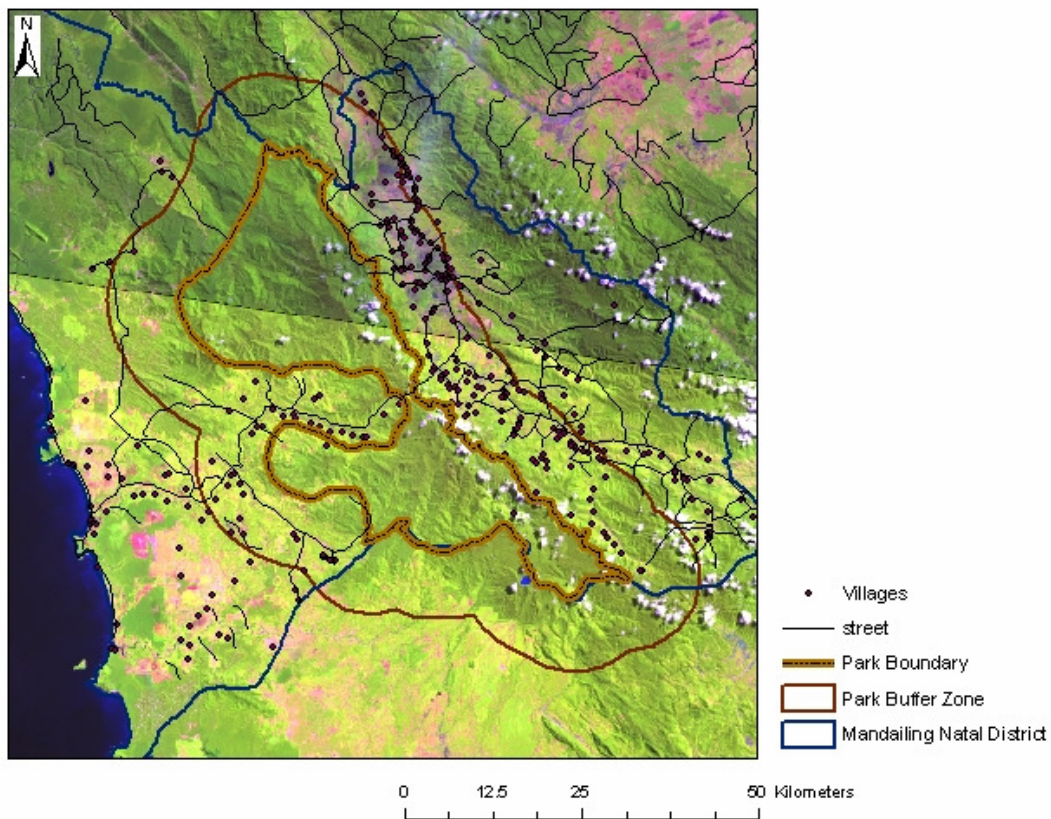 N
Villages
street
Park Boundary
Park Buffer Zone
Mandailing Natal District
0 12.5 25 50 Kilometers